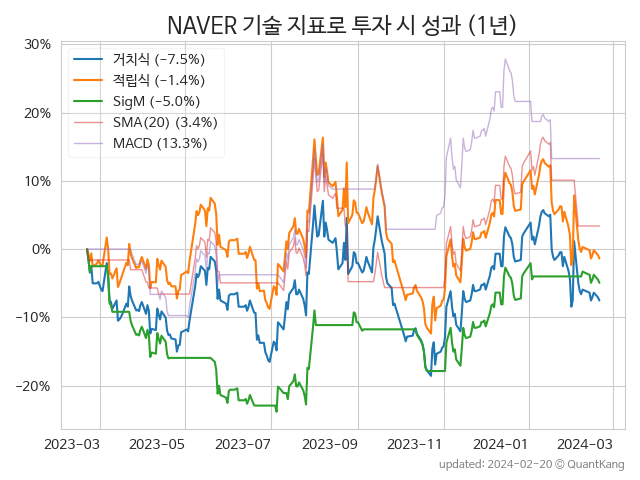 NAVER 기술 지표로 투자 시 성과 (1년)
30%
20%
10%
0%
−10%
−20%
거치식 (−7.5%)
적립식 (−1.4%)
SigM (−5.0%)
SMA(20) (3.4%)
MACD (13.3%)
2023-03 2023-05 2023-07 2023-09 2023-11 2024-01 2024-03
updated: 2024-02-20 © QuantKang